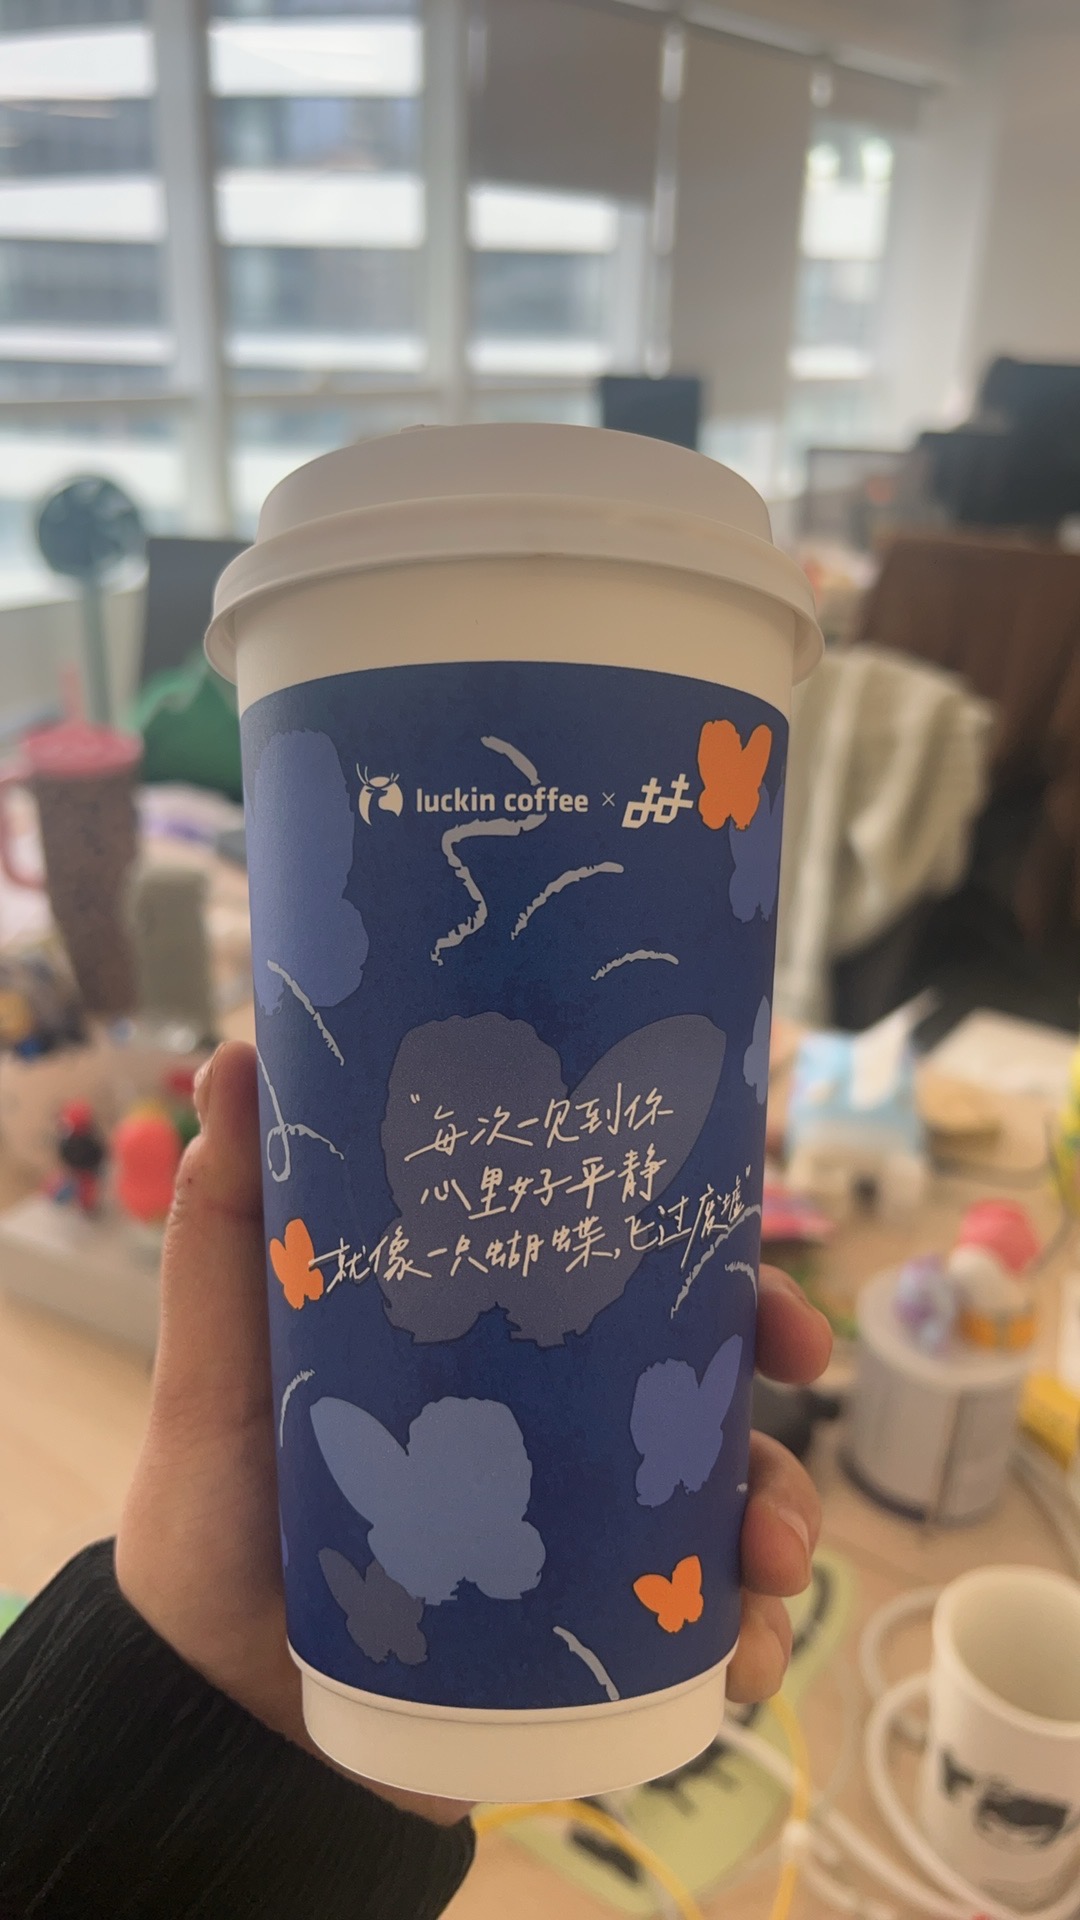 luckin coffee ×
“每次一见到你
心里好平静
就像一只蝴蝶,飞过废墟”